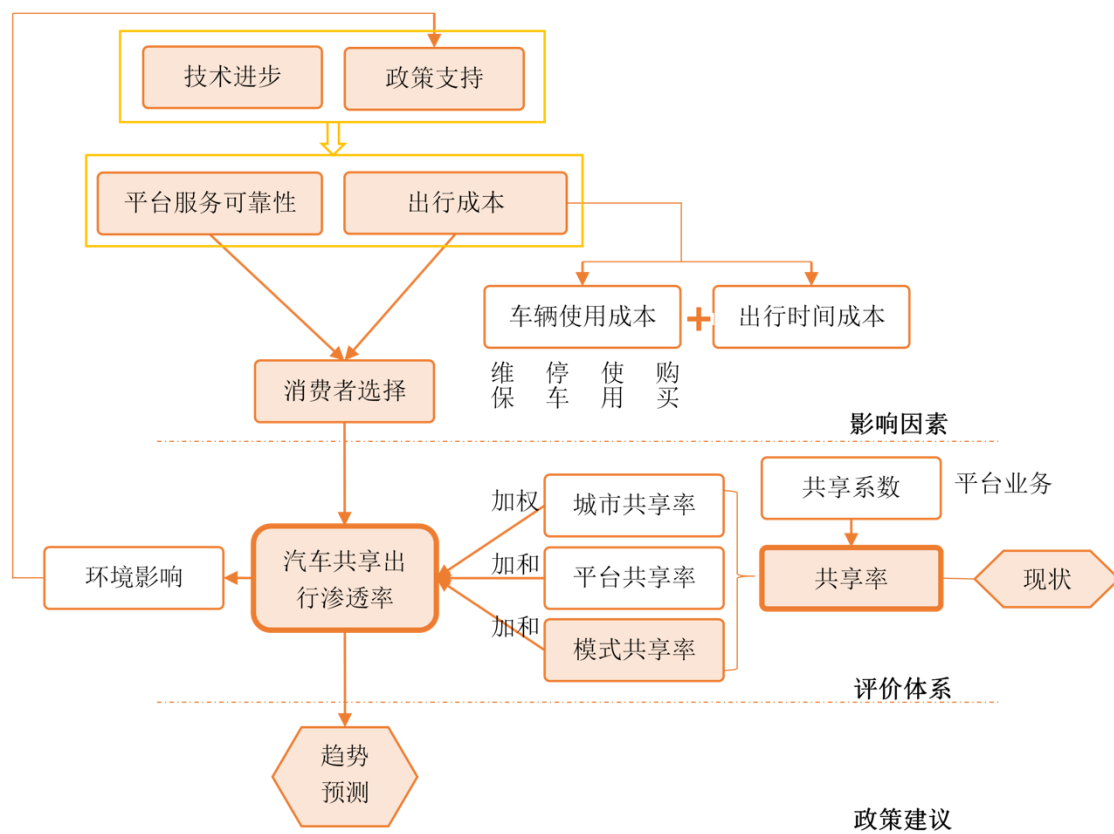 技术进步
政策支持
平台服务可靠性
出行成本
车辆使用成本
+
出行时间成本
维保
停车
使用
购买
消费者选择
影响因素
共享系数
平台业务
加权
城市共享率
环境影响
汽车共享出
行渗透率
加和
平台共享率
共享率
现状
加和
模式共享率
评价体系
趋势
预测
政策建议